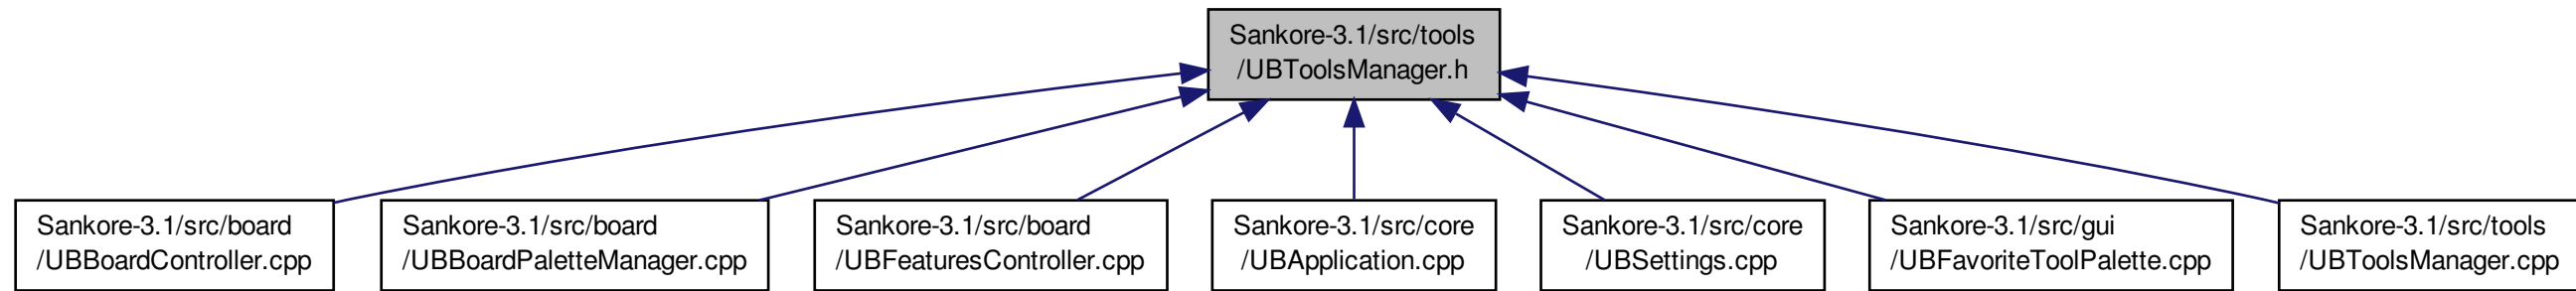 Sankore-3.1/src/tools
/UBToolsManager.h
Sankore-3.1/src/board
/UBBoardController.cpp
Sankore-3.1/src/board
/UBBoardPaletteManager.cpp
Sankore-3.1/src/board
/UBFeaturesController.cpp
Sankore-3.1/src/core
/UBApplication.cpp
Sankore-3.1/src/core
/UBSettings.cpp
Sankore-3.1/src/gui
/UBFavoriteToolPalette.cpp
Sankore-3.1/src/tools
/UBToolsManager.cpp